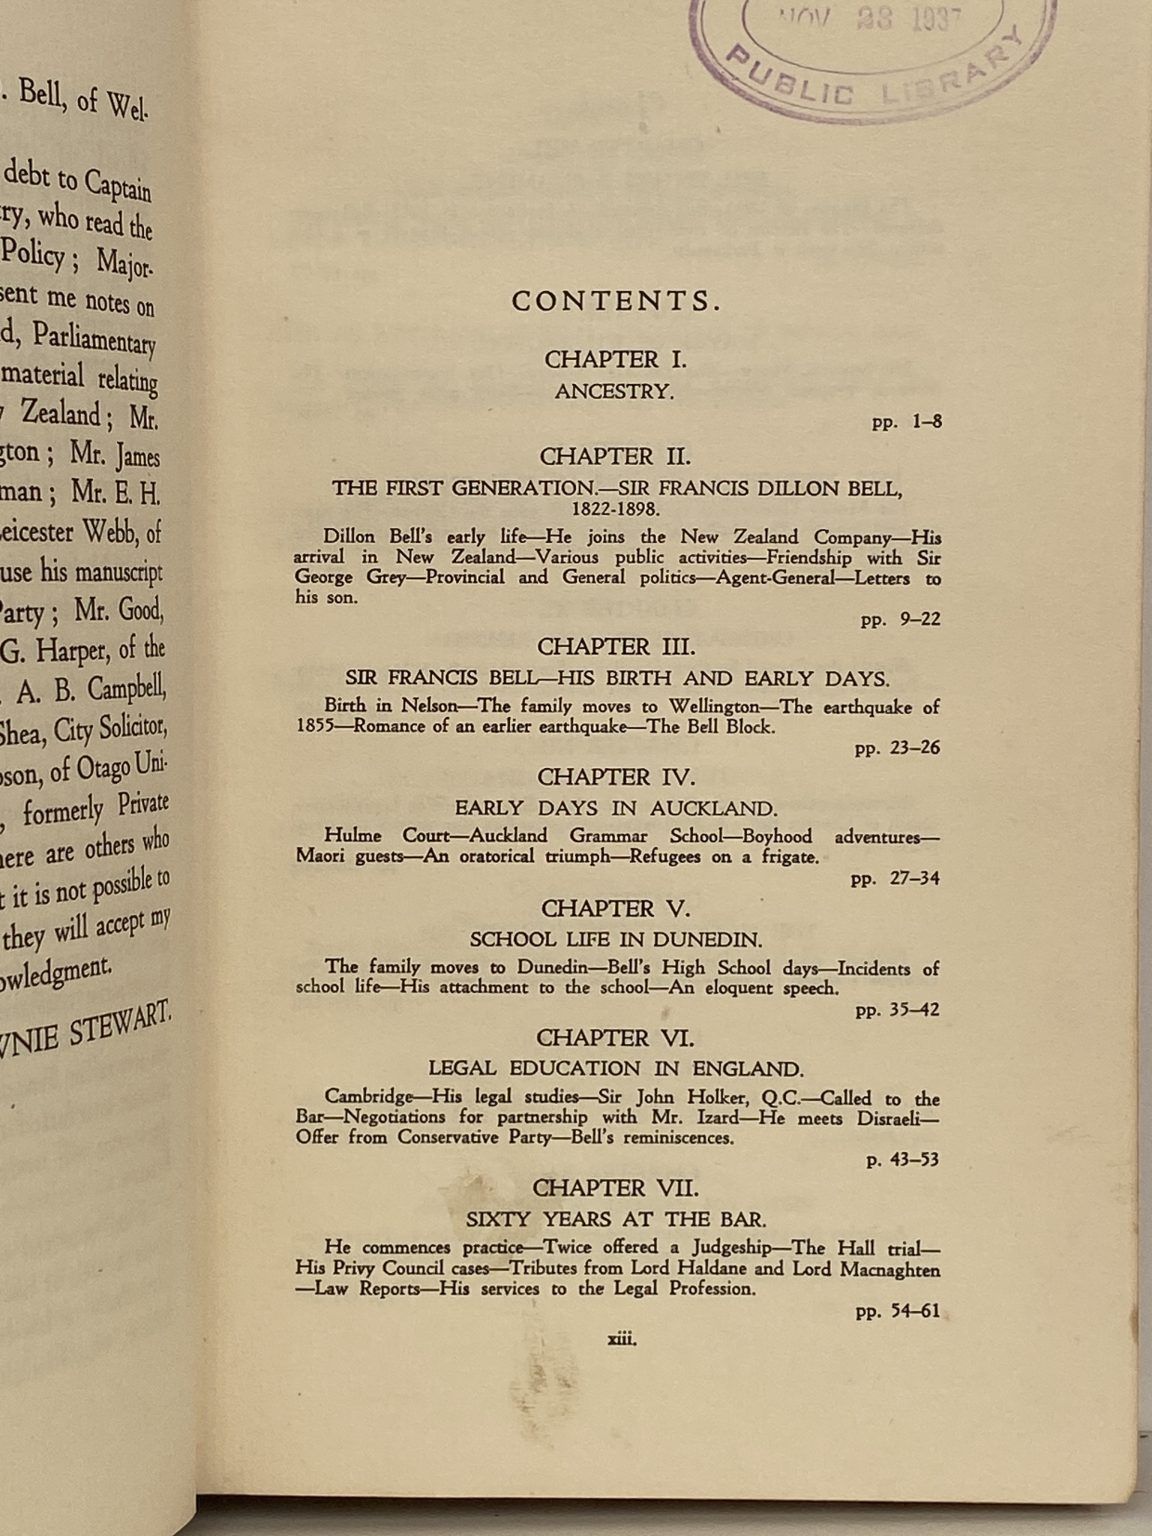 . Bell, of Wel-
debt to Captain
try, who read the
Policy ; Major-
sent me notes on
d, Parliamentary
material relating
Zealand ; Mr.
gton ; Mr. James
man ; Mr. E. H.
eicester Webb, of
use his manuscript
Party ; Mr. Good,
G. Harper, of the
A. B. Campbell,
Shea, City Solicitor,
oson, of Otago Uni-
, formerly Private
here are others who
t it is not possible to
they will accept my
owledgment.
WNIE STEWART.
NOV 23 1937
PUBLIC LIBRARY
CONTENTS.
CHAPTER I.
ANCESTRY.
pp. 1–8
CHAPTER II.
THE FIRST GENERATION.—SIR FRANCIS DILLON BELL,
1822-1898.
Dillon Bell's early life—He joins the New Zealand Company—His
arrival in New Zealand—Various public activities—Friendship with Sir
George Grey—Provincial and General politics—Agent-General—Letters to
his son.
pp. 9–22
CHAPTER III.
SIR FRANCIS BELL—HIS BIRTH AND EARLY DAYS.
Birth in Nelson—The family moves to Wellington—The earthquake of
1855—Romance of an earlier earthquake—The Bell Block.
pp. 23–26
CHAPTER IV.
EARLY DAYS IN AUCKLAND.
Hulme Court—Auckland Grammar School—Boyhood adventures—
Maori guests—An oratorical triumph—Refugees on a frigate.
pp. 27–34
CHAPTER V.
SCHOOL LIFE IN DUNEDIN.
The family moves to Dunedin—Bell's High School days—Incidents of
school life—His attachment to the school—An eloquent speech.
pp. 35–42
CHAPTER VI.
LEGAL EDUCATION IN ENGLAND.
Cambridge—His legal studies—Sir John Holker, Q.C.—Called to the
Bar—Negotiations for partnership with Mr. Izard—He meets Disraeli—
Offer from Conservative Party—Bell's reminiscences.
p. 43–53
CHAPTER VII.
SIXTY YEARS AT THE BAR.
He commences practice—Twice offered a Judgeship—The Hall trial—
His Privy Council cases—Tributes from Lord Haldane and Lord Macnaghten
—Law Reports—His services to the Legal Profession.
pp. 54–61
xiii.